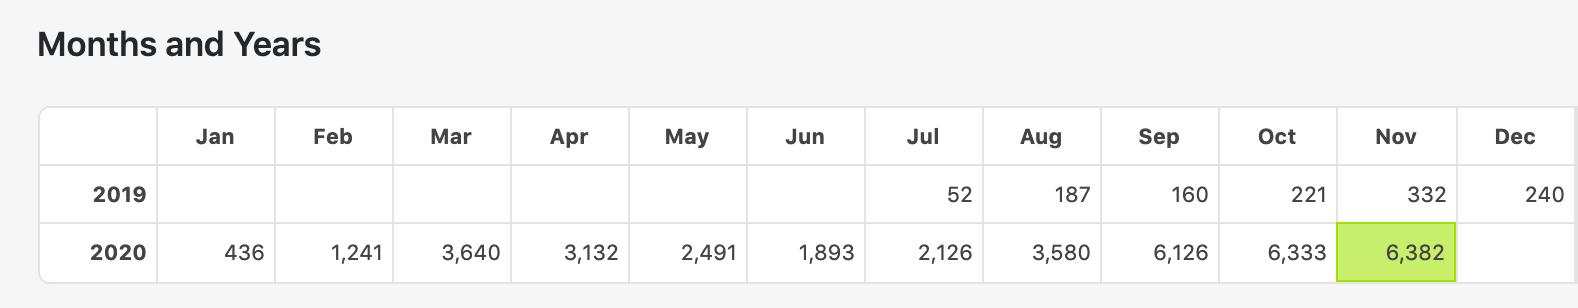 Months and Years
Jan Feb Mar Apr May Jun Jul Aug Sep Oct Nov Dec
2019 52 187 160 221 332 240
2020 436 1,241 3,640 3,132 2,491 1,893 2,126 3,580 6,126 6,333 6,382